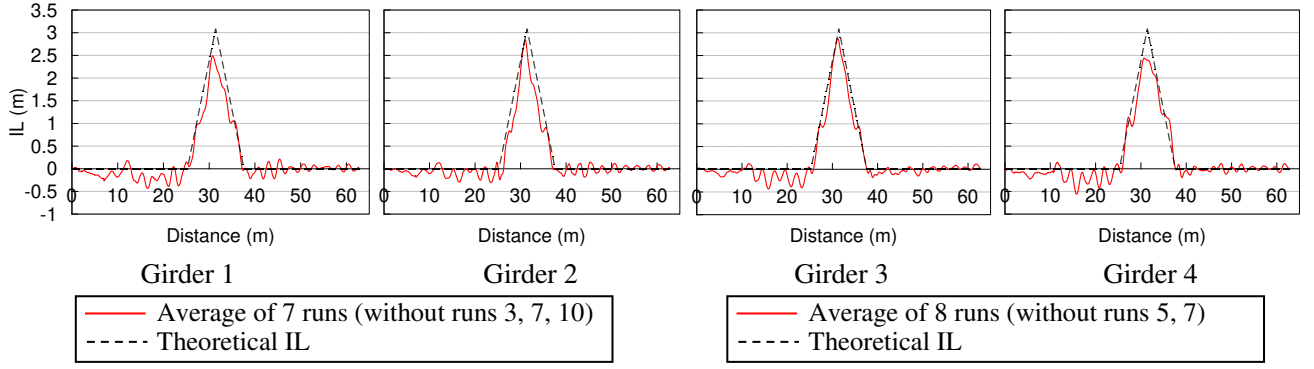 3.5
3
2.5
2
1.5
1
0.5
0
-0.5
-1
IL (m)
0 10 20 30 40 50 60
0 10 20 30 40 50 60
0 10 20 30 40 50 60
0 10 20 30 40 50 60
Distance (m)
Distance (m)
Distance (m)
Distance (m)
Girder 1
Girder 2
Girder 3
Girder 4
Average of 7 runs (without runs 3, 7, 10)
Theoretical IL
Average of 8 runs (without runs 5, 7)
Theoretical IL